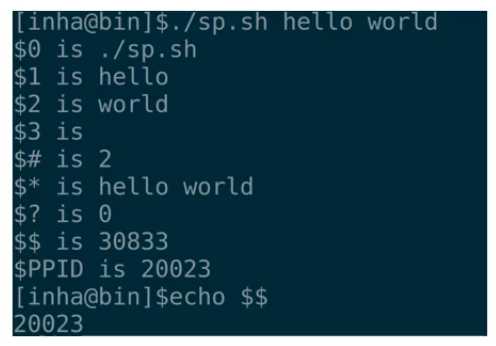 [inha@bin]$./sp.sh hello world
$0 is ./sp.sh
$1 is hello
$2 is world
$3 is
$# is 2
$* is hello world
$? is 0
$$ is 30833
$PPID is 20023
[inha@bin]$echo $$
20023